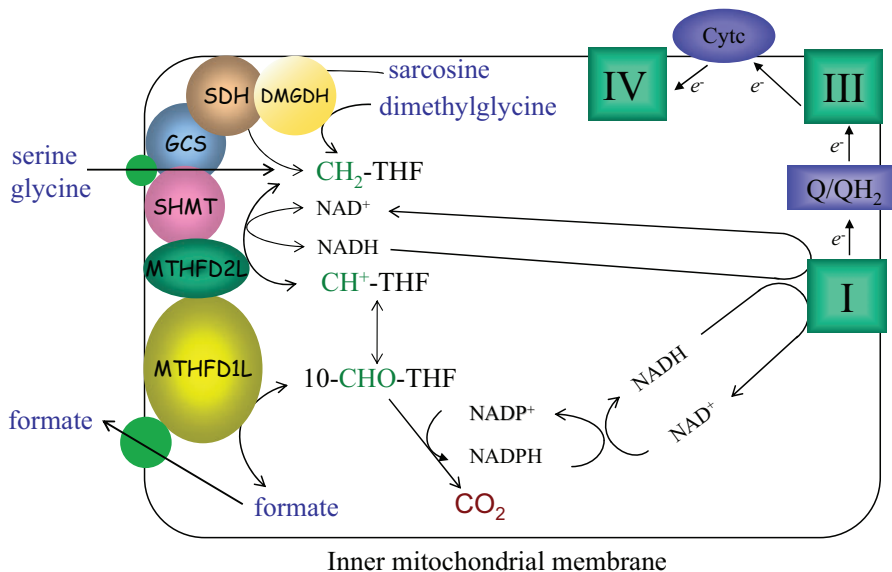 Cytc
IV
III
e-
e-
SDH
DMGDH
sarcosine
dimethylglycine
GCS
serine
glycine
CH2-THF
e-
Q/QH2
SHMT
NAD+
NADH
e-
MTHFD2L
CH+-THF
I
MTHFD1L
10-CHO-THF
NADH
NADP+
NAD+
formate
NADPH
formate
CO2
Inner mitochondrial membrane